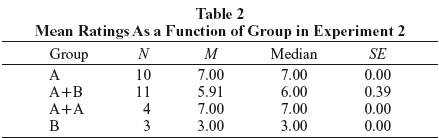 Table 2
Mean Ratings As a Function of Group in Experiment 2
Group N M Median SE
A 10 7.00 7.00 0.00
A+B 11 5.91 6.00 0.39
A+A 4 7.00 7.00 0.00
B 3 3.00 3.00 0.00